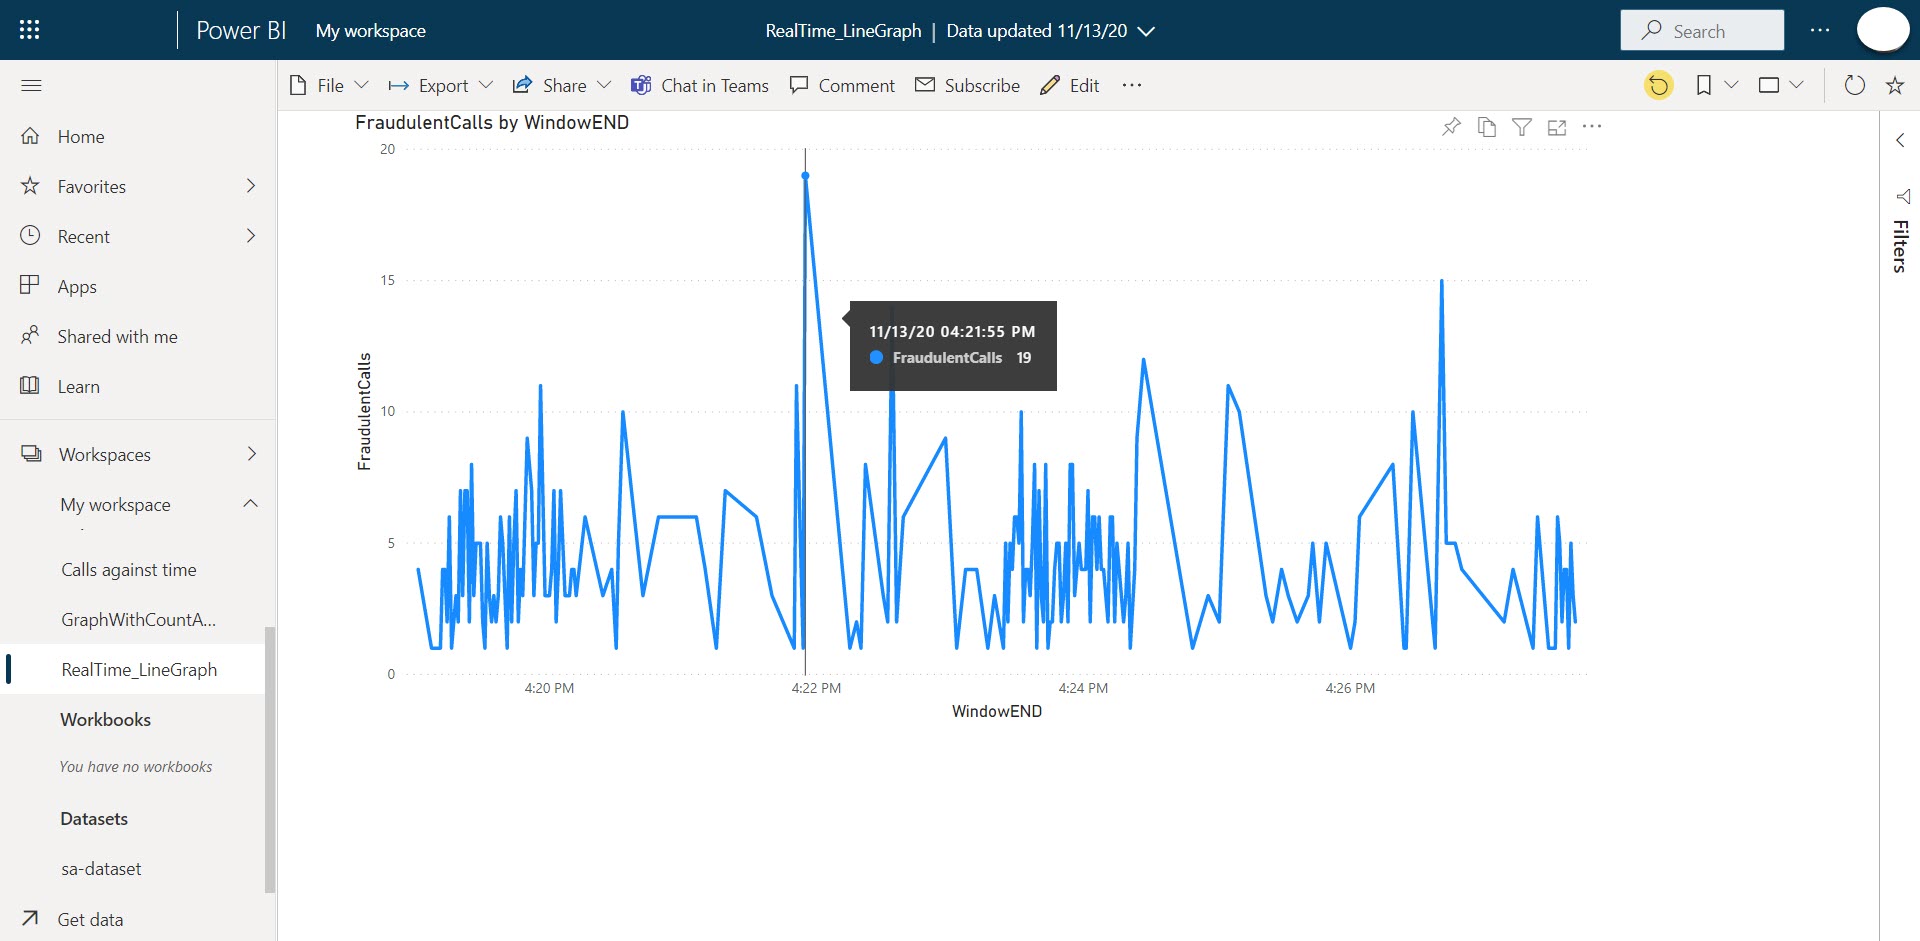 Power BI My workspace RealTime_LineGraph | Data updated 11/13/20 Search
File Export Share Chat in Teams Comment Subscribe Edit
Home
Favorites
Recent
Apps
Shared with me
Learn
Workspaces
My workspace
Calls against time
GraphWithCountA...
RealTime_LineGraph
Workbooks
You have no workbooks
Datasets
sa-dataset
Get data
FraudulentCalls by WindowEND
20
15
10
5
0
FraudulentCalls
11/13/20 04:21:55 PM
FraudulentCalls 19
4:20 PM 4:22 PM 4:24 PM 4:26 PM
WindowEND
Filters